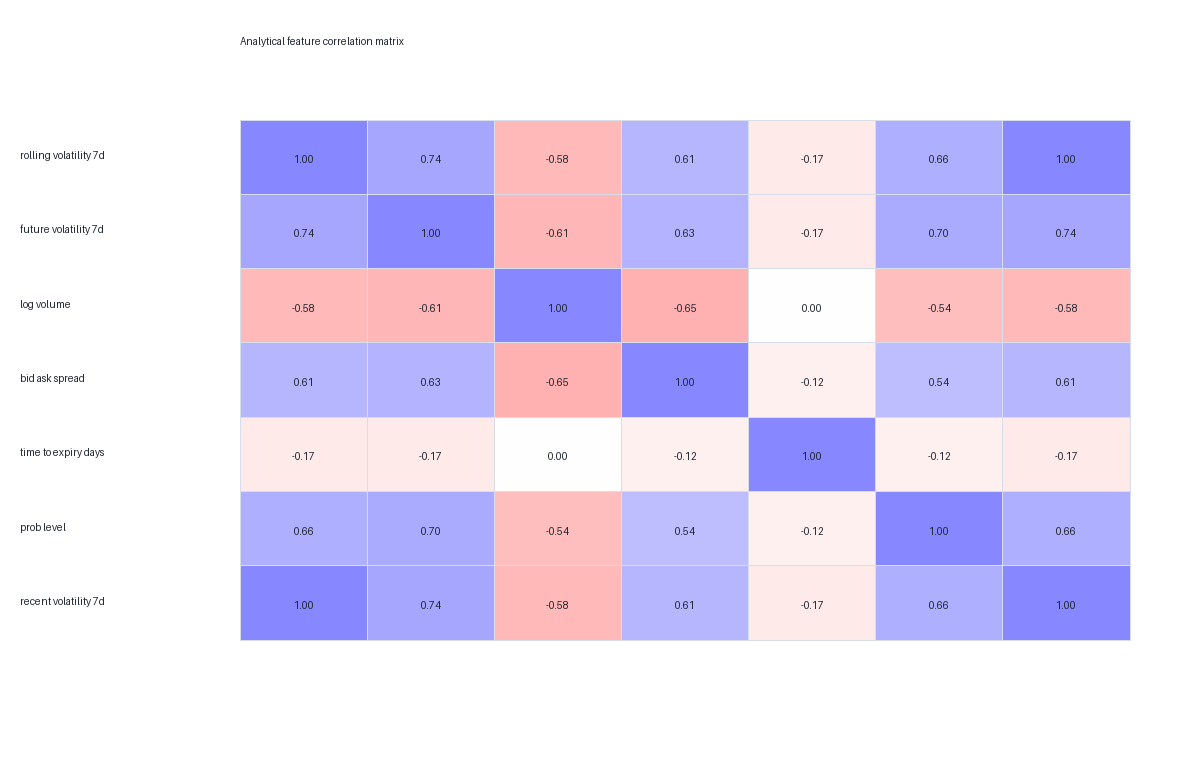 Analytical feature correlation matrix
rolling volatility 7d 1.00 0.74 -0.58 0.61 -0.17 0.66 1.00
future volatility 7d 0.74 1.00 -0.61 0.63 -0.17 0.70 0.74
log volume -0.58 -0.61 1.00 -0.65 0.00 -0.54 -0.58
bid ask spread 0.61 0.63 -0.65 1.00 -0.12 0.54 0.61
time to expiry days -0.17 -0.17 0.00 -0.12 1.00 -0.12 -0.17
prob level 0.66 0.70 -0.54 0.54 -0.12 1.00 0.66
recent volatility 7d 1.00 0.74 -0.58 0.61 -0.17 0.66 1.00